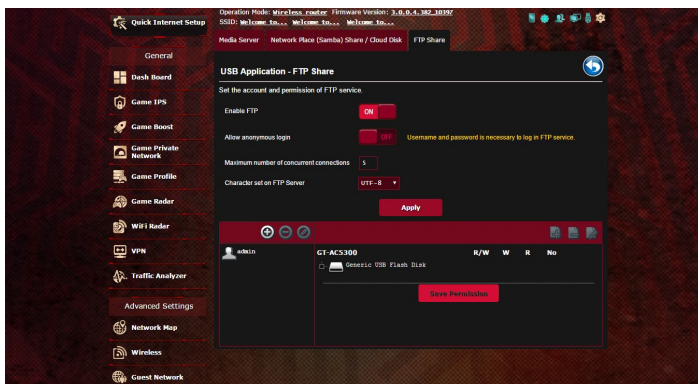 Quick Internet Setup
Operation Mode: Wireless router Firmware Version: 3.0.0.4.382_10397
SSID: Welcome to... Welcome to... Welcome to...
Media Server Network Place (Samba) Share / Cloud Disk FTP Share
General
Dash Board
Game IPS
Game Boost
Game Private
Network
Game Profile
Game Radar
WiFi Radar
VPN
Traffic Analyzer
Advanced Settings
Network Map
Wireless
Guest Network
USB Application - FTP Share
Set the account and permission of FTP service.
Enable FTP ON
Allow anonymous login OFF Username and password is necessary to log in FTP service.
Maximum number of concurrent connections 5
Character set on FTP Server UTF-8
Apply
admin
GT-AC5300 R/W W R No
Generic USB Flash Disk
Save Permission